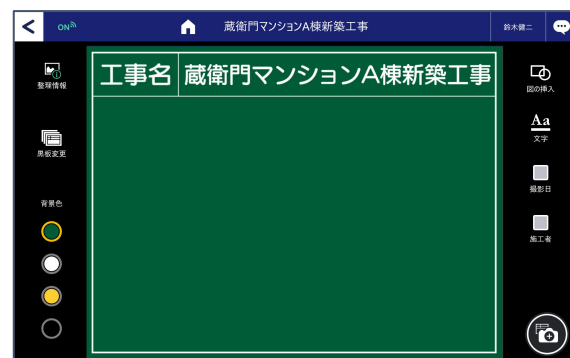 ON
蔵衛門マンションA棟新築工事
鈴木健二
整理情報
黒板変更
背景色
工事名 蔵衛門マンションA棟新築工事
図の挿入
Aa
文字
撮影日
施工者